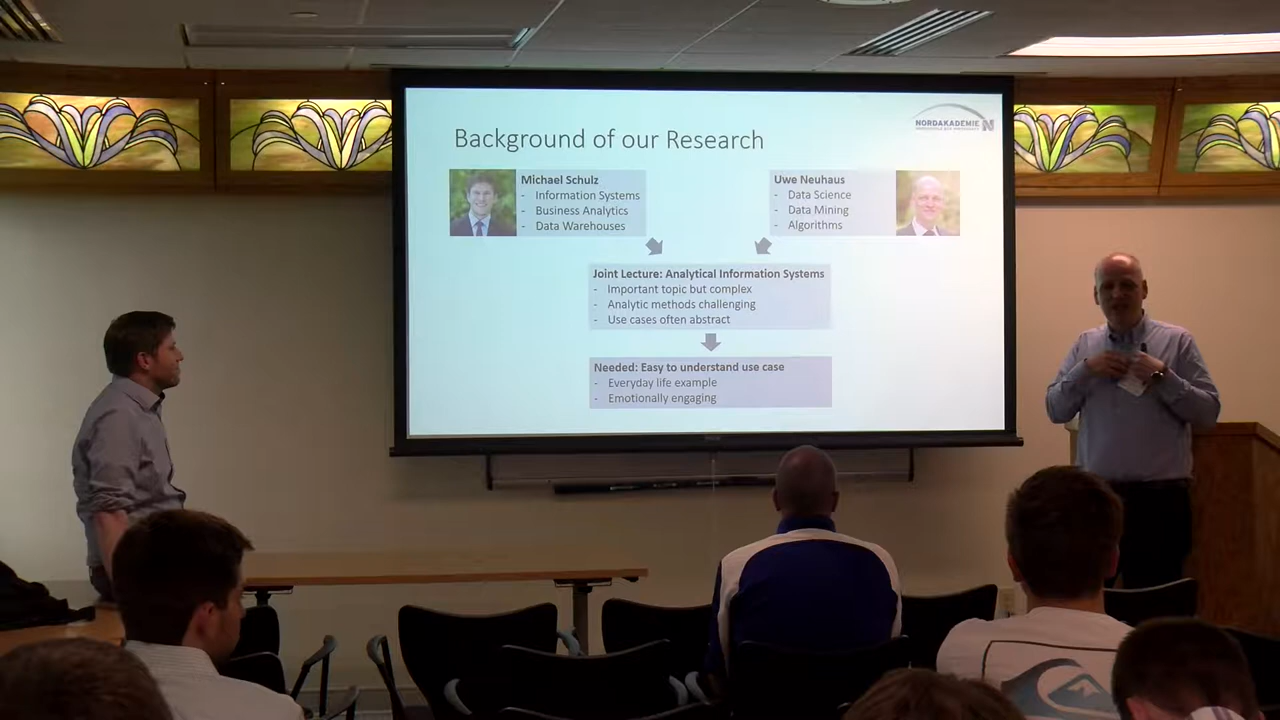 Background of our Research
NORDAKADEMIE
Michael Schulz
- Information Systems
- Business Analytics
- Data Warehouses
Uwe Neuhaus
- Data Science
- Data Mining
- Algorithms
Joint Lecture: Analytical Information Systems
- Important topic but complex
- Analytic methods challenging
- Use cases often abstract
Needed: Easy to understand use case
- Everyday life example
- Emotionally engaging